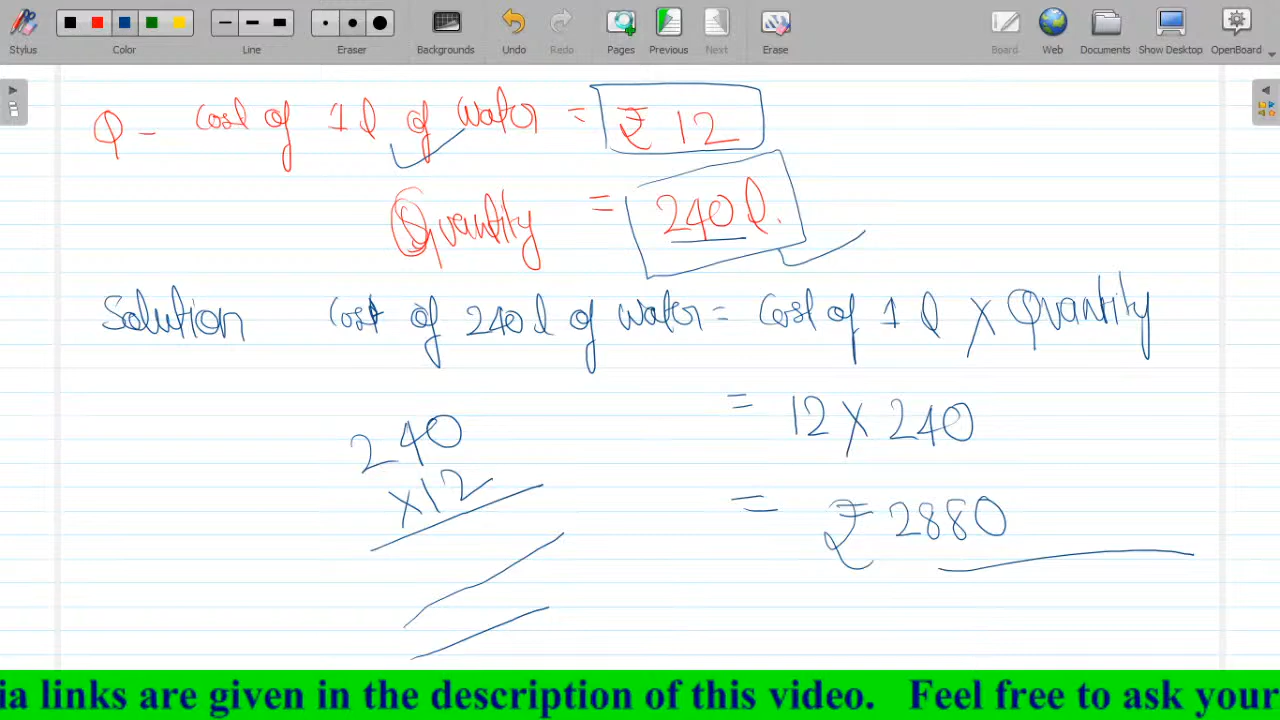 Stylus Color Line Eraser Backgrounds Undo Redo Pages Previous Next Erase Board Web Documents Show Desktop OpenBoard
Q - cost of 1 l of water = ₹ 12
Quantity = 240 l.
Solution cost of 240 l of water = cost of 1 l X Quantity
= 12 X 240
240
x12
= ₹ 2880
ia links are given in the description of this video. Feel free to ask your